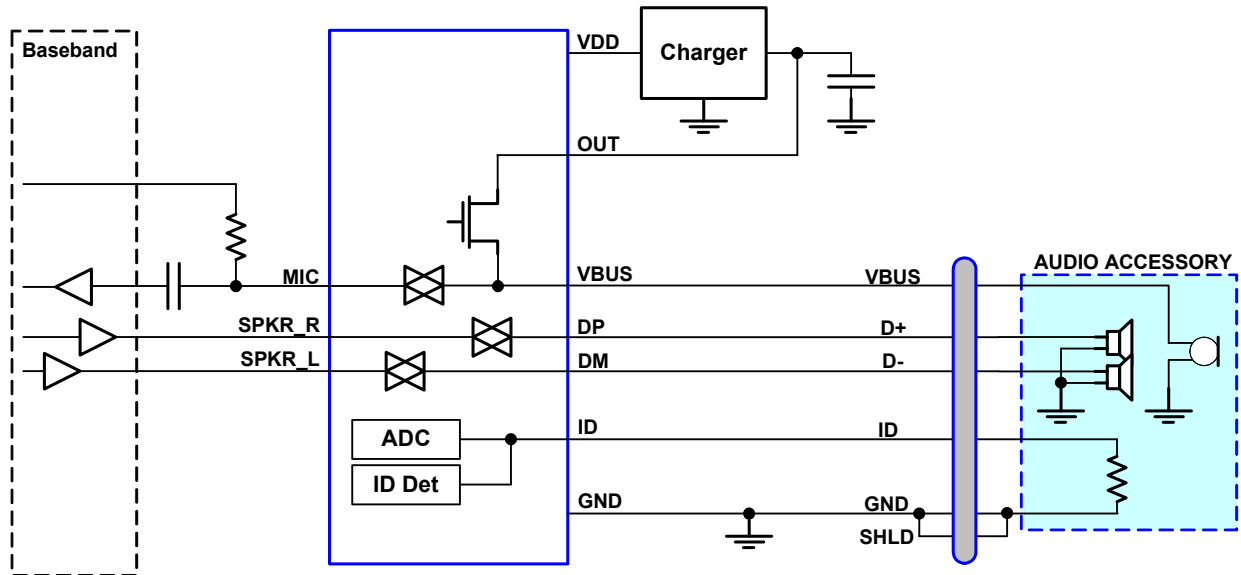 Baseband
VDD
Charger
OUT
MIC
VBUS
VBUS
AUDIO ACCESSORY
SPKR_R
DP
D+
SPKR_L
DM
D-
ADC
ID
ID
ID Det
GND
GND
SHLD